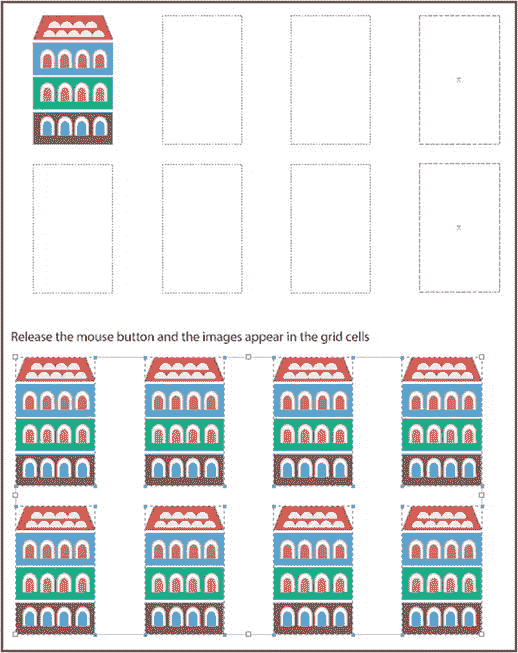 Release the mouse button and the images appear in the grid cells